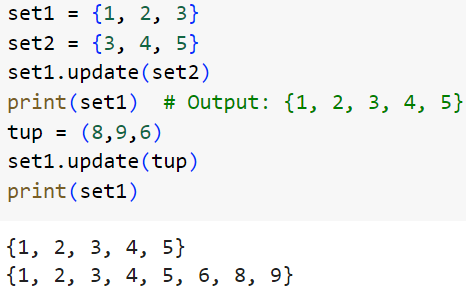 set1 = {1, 2, 3}
set2 = {3, 4, 5}
set1.update(set2)
print(set1)  # Output: {1, 2, 3, 4, 5}
tup = (8,9,6)
set1.update(tup)
print(set1)
{1, 2, 3, 4, 5}
{1, 2, 3, 4, 5, 6, 8, 9}